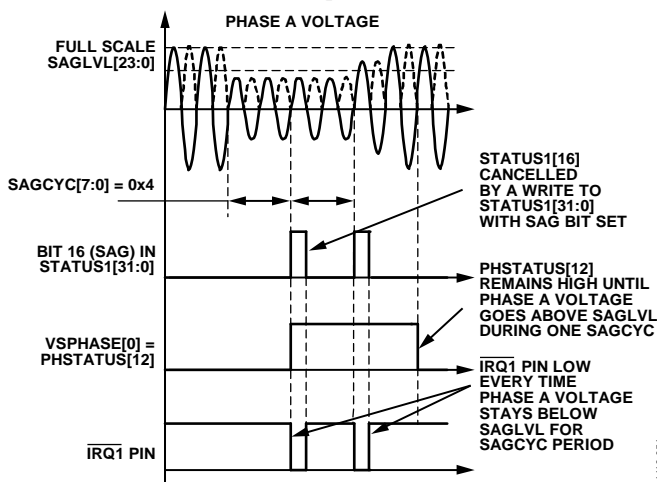 PHASE A VOLTAGE
FULL SCALE
SAGLVL[23:0]
SAGCYC[7:0] = 0x4
STATUS1[16]
CANCELLED
BY A WRITE TO
STATUS1[31:0]
WITH SAG BIT SET
BIT 16 (SAG) IN
STATUS1[31:0]
PHSTATUS[12]
REMAINS HIGH UNTIL
PHASE A VOLTAGE
GOES ABOVE SAGLVL
DURING ONE SAGCYC
VSPHASE[0] =
PHSTATUS[12]
IRQ1 PIN LOW
EVERY TIME
PHASE A VOLTAGE
STAYS BELOW
SAGLVL FOR
SAGCYC PERIOD
IRQ1 PIN